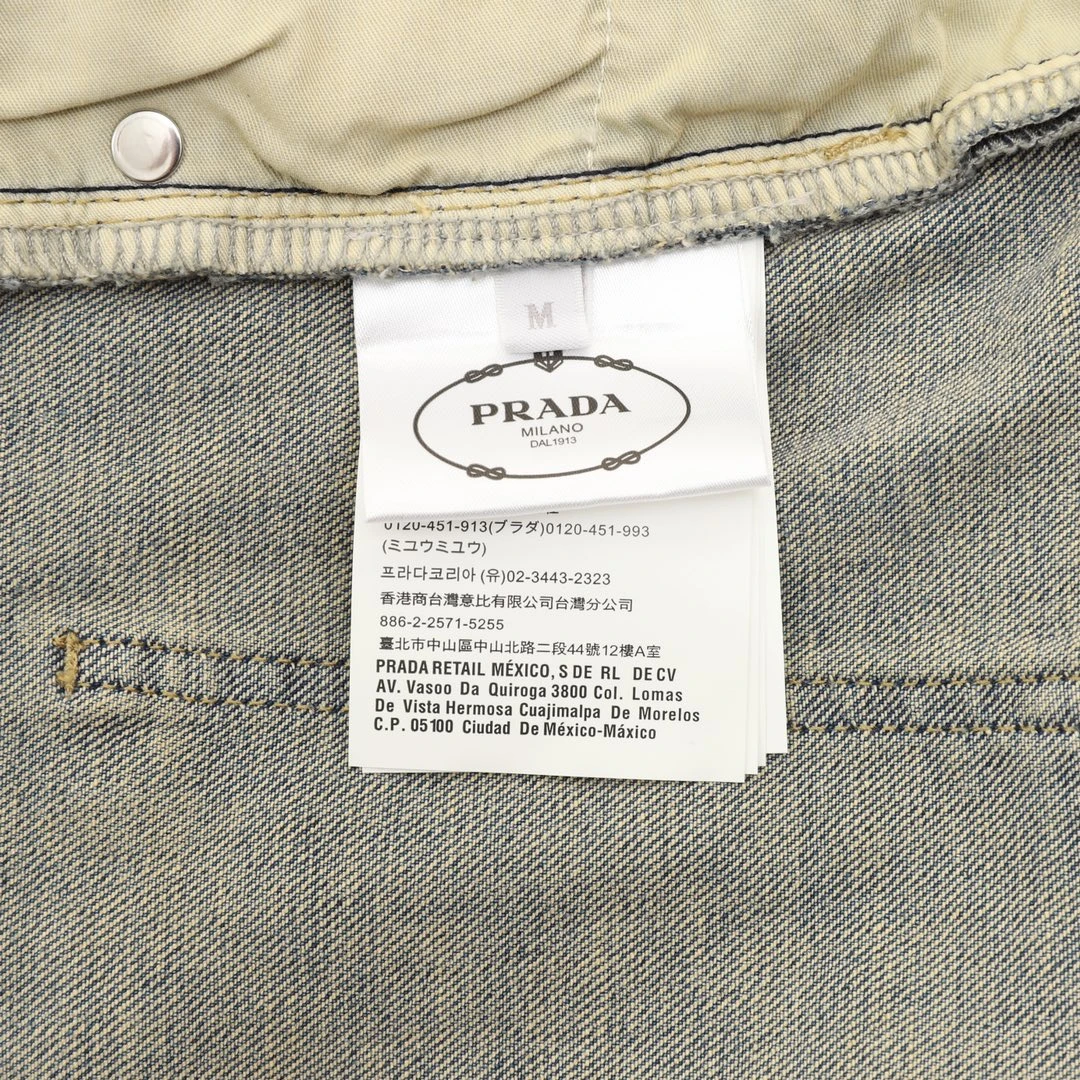 M
PRADA
MILANO
DAL1913
0120-451-913(プラダ)0120-451-993
(ミユウミユウ)
프라다코리아 (유)02-3443-2323
香港商台灣意比有限公司台灣分公司
886-2-2571-5255
臺北市中山區中山北路二段44號12樓A室
PRADA RETAIL MÉXICO, S DE RL DE CV
AV. Vasoo Da Quiroga 3800 Col. Lomas
De Vista Hermosa Cuajimalpa De Morelos
C.P. 05100 Ciudad De México-Máxico